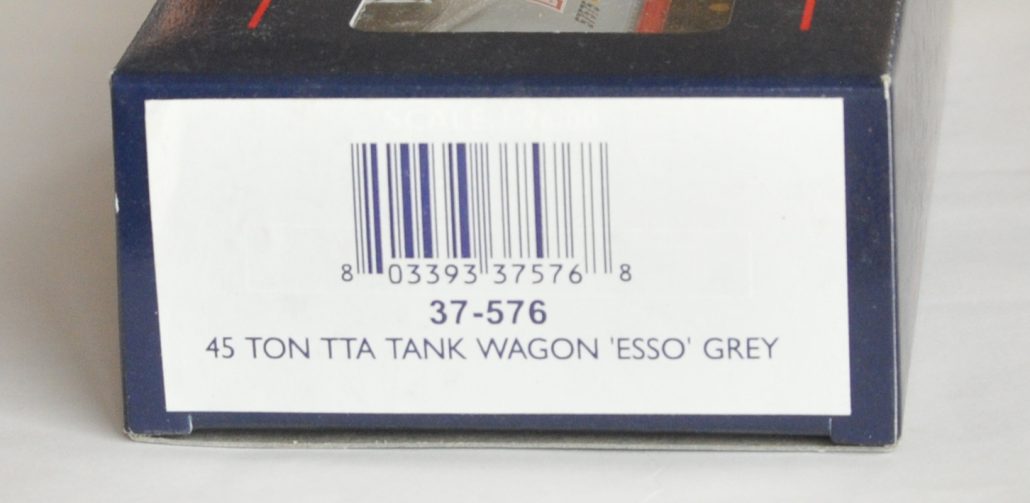 8 03393 37576 8
37-576
45 TON TTA TANK WAGON 'ESSO' GREY